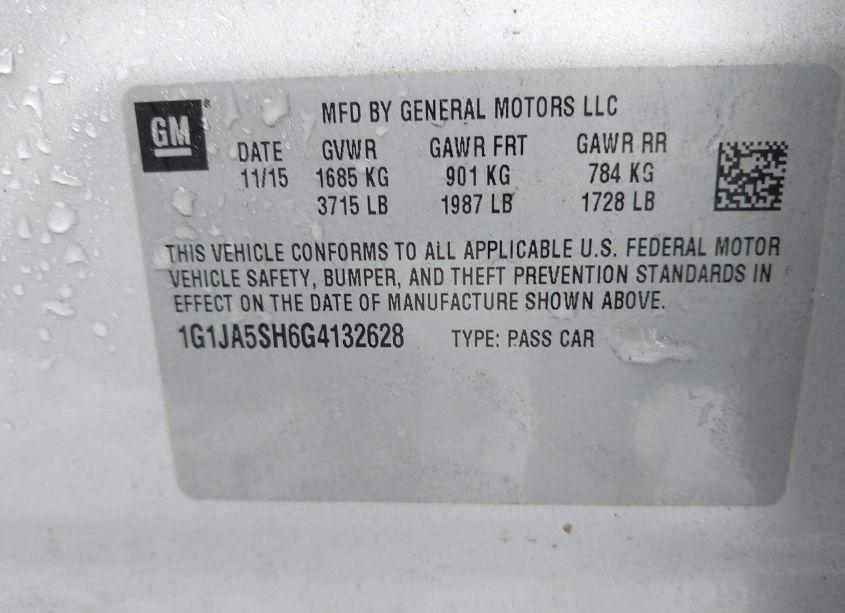 GM®
MFD BY GENERAL MOTORS LLC
DATE GVWR GAWR FRT GAWR RR
11/15 1685 KG 901 KG 784 KG
3715 LB 1987 LB 1728 LB
THIS VEHICLE CONFORMS TO ALL APPLICABLE U.S. FEDERAL MOTOR
VEHICLE SAFETY, BUMPER, AND THEFT PREVENTION STANDARDS IN
EFFECT ON THE DATE OF MANUFACTURE SHOWN ABOVE.
1G1JA5SH6G4132628 TYPE: PASS CAR